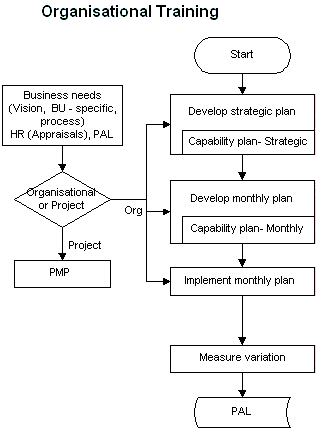 Organisational Training
Start
Business needs
(Vision, BU - specific,
process)
HR (Appraisals), PAL
Develop strategic plan
Capability plan- Strategic
Organisational
or Project
Org
Develop monthly plan
Capability plan- Monthly
Project
PMP
Implement monthly plan
Measure variation
PAL